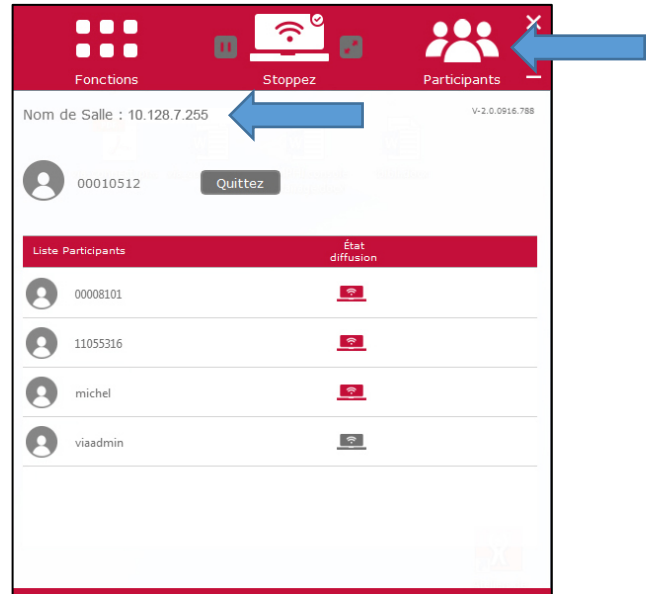 Fonctions
Stoppez
Participants
Nom de Salle : 10.128.7.255
V-2.0.0916.788
00010512
Quittez
Liste Participants
État
diffusion
00008101
11055316
michel
viaadmin